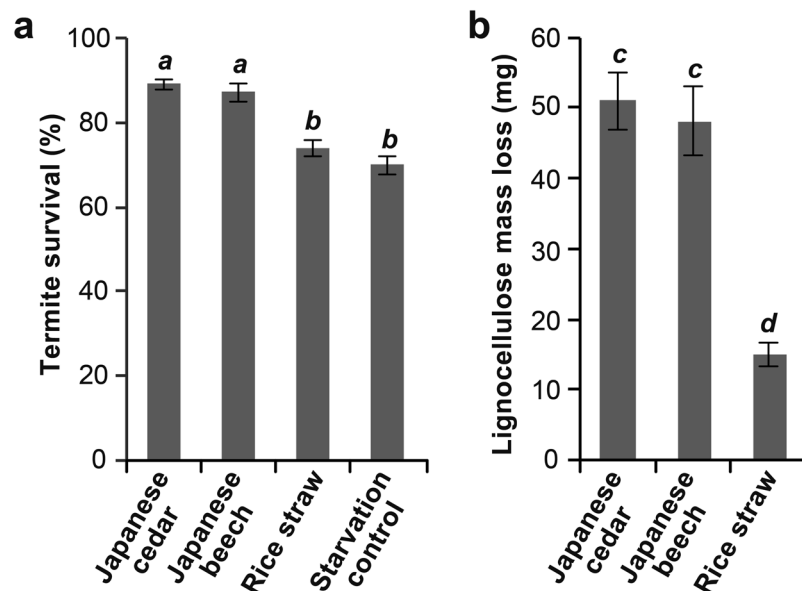 a
Termite survival (%)
100
80
60
40
20
0
a
a
b
b
Japanese
cedar
Japanese
beech
Rice straw
Starvation
control
b
Lignocellulose mass loss (mg)
60
50
40
30
20
10
0
c
c
d
Japanese
cedar
Japanese
beech
Rice straw